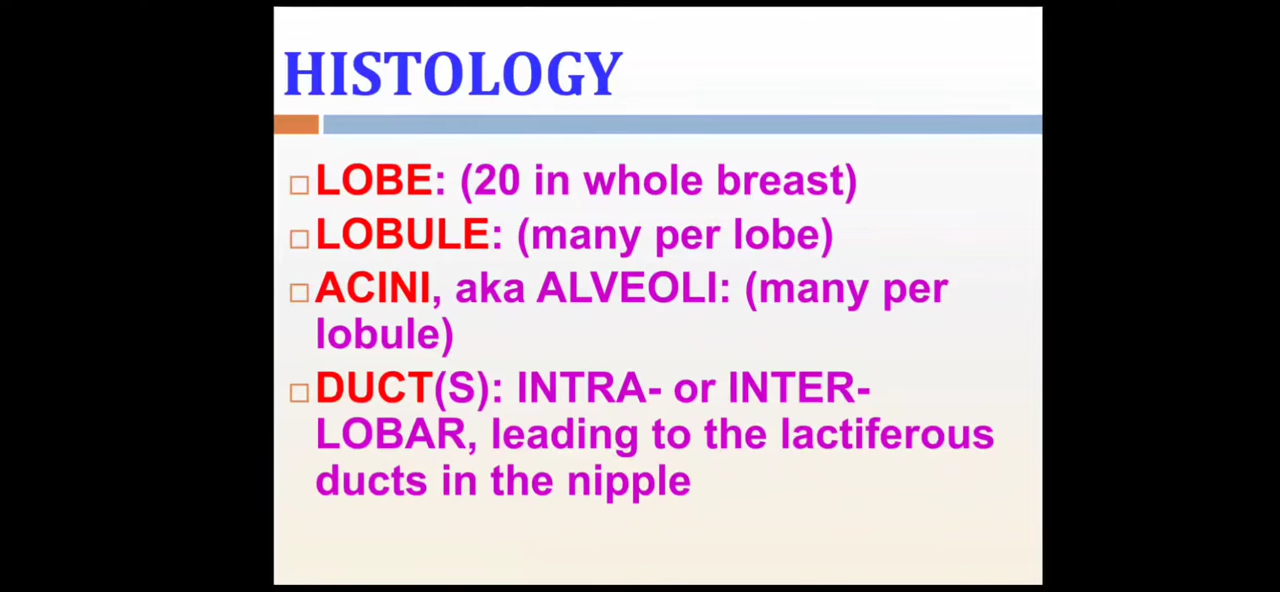 HISTOLOGY
LOBE: (20 in whole breast)
LOBULE: (many per lobe)
ACINI, aka ALVEOLI: (many per
lobule)
DUCT(S): INTRA- or INTER-
LOBAR, leading to the lactiferous
ducts in the nipple